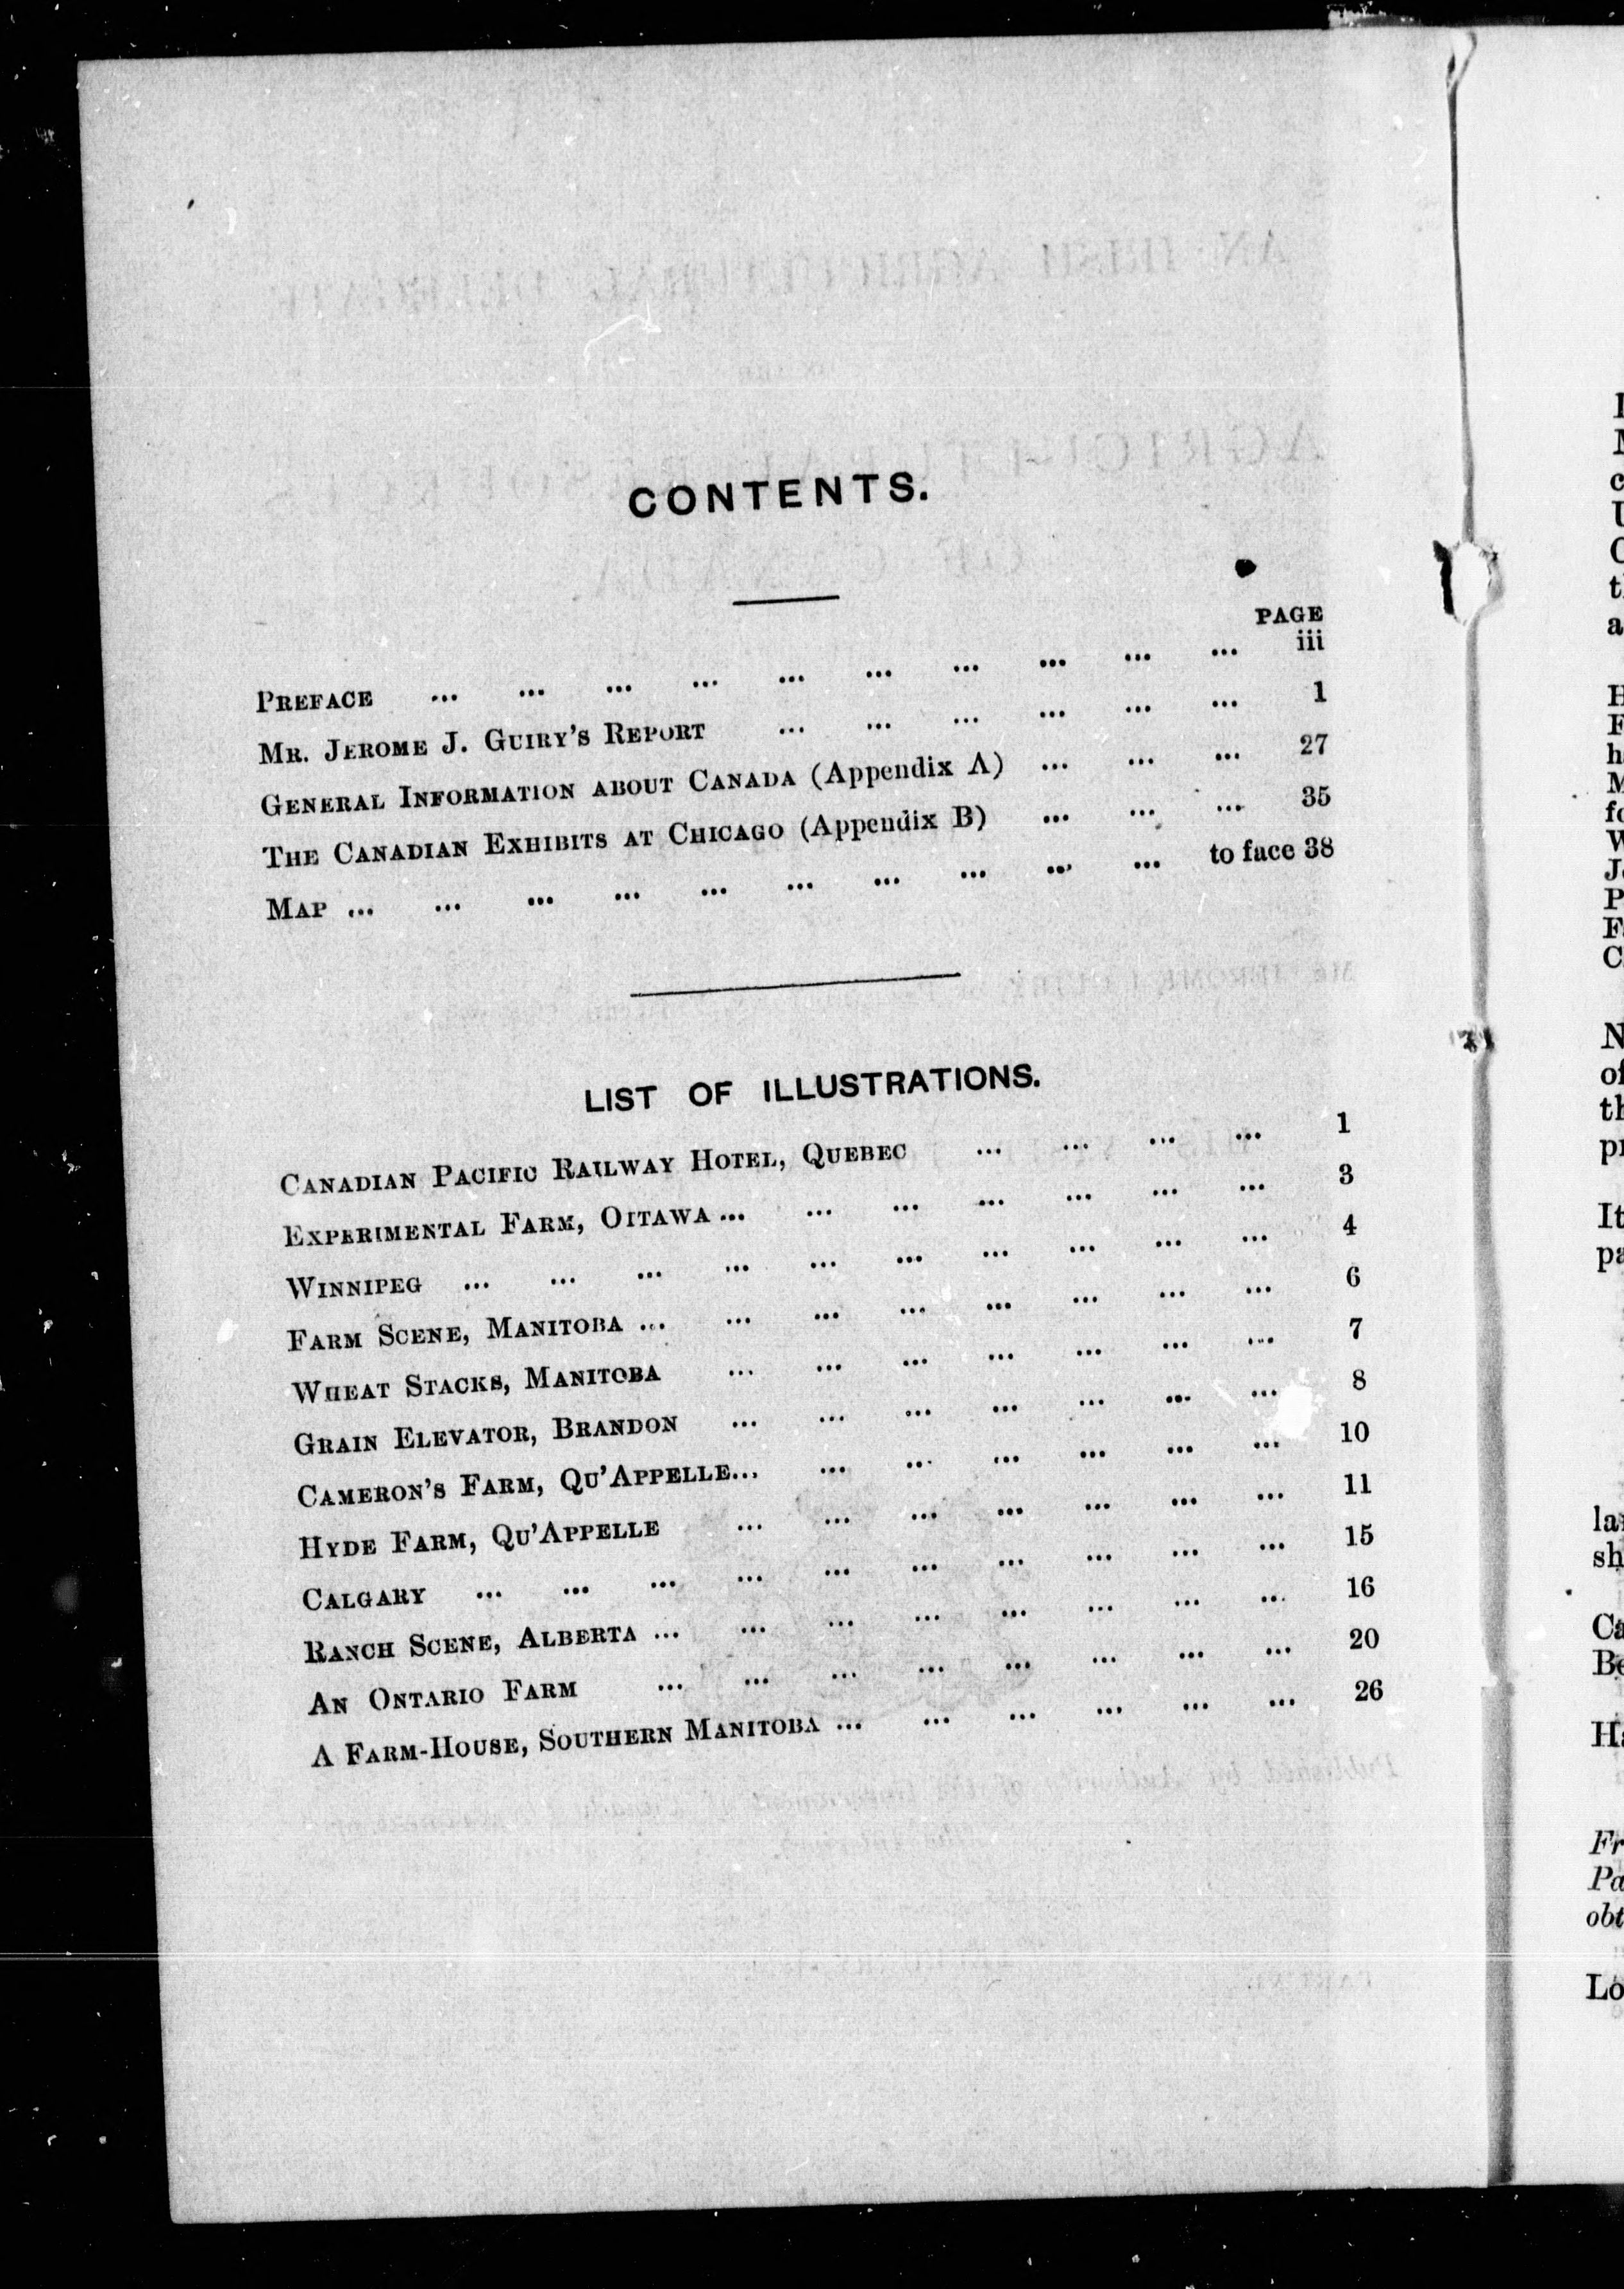 CONTENTS.
PAGE
PREFACE ... ... ... ... ... ... ... ... ... ... iii
MR. JEROME J. GUIRY'S REPORT ... ... ... ... ... ... 1
GENERAL INFORMATION ABOUT CANADA (Appendix A) ... ... ... 27
THE CANADIAN EXHIBITS AT CHICAGO (Appendix B) ... ... ... 35
MAP ... ... ... ... ... ... ... ... ... ... to face 38
LIST OF ILLUSTRATIONS.
CANADIAN PACIFIC RAILWAY HOTEL, QUEBEC ... ... ... ... 1
EXPERIMENTAL FARM, OTTAWA ... ... ... ... ... ... ... 3
WINNIPEG ... ... ... ... ... ... ... ... ... ... 4
FARM SCENE, MANITOBA ... ... ... ... ... ... ... ... 6
WHEAT STACKS, MANITOBA ... ... ... ... ... ... ... 7
GRAIN ELEVATOR, BRANDON ... ... ... ... ... ... ... 8
CAMERON'S FARM, QU'APPELLE... ... ... ... ... ... ... 10
HYDE FARM, QU'APPELLE ... ... ... ... ... ... ... 11
CALGARY ... ... ... ... ... ... ... ... ... ... 15
RANCH SCENE, ALBERTA ... ... ... ... ... ... ... ... 16
AN ONTARIO FARM ... ... ... ... ... ... ... ... 20
A FARM-HOUSE, SOUTHERN MANITOBA ... ... ... ... ... ... 26